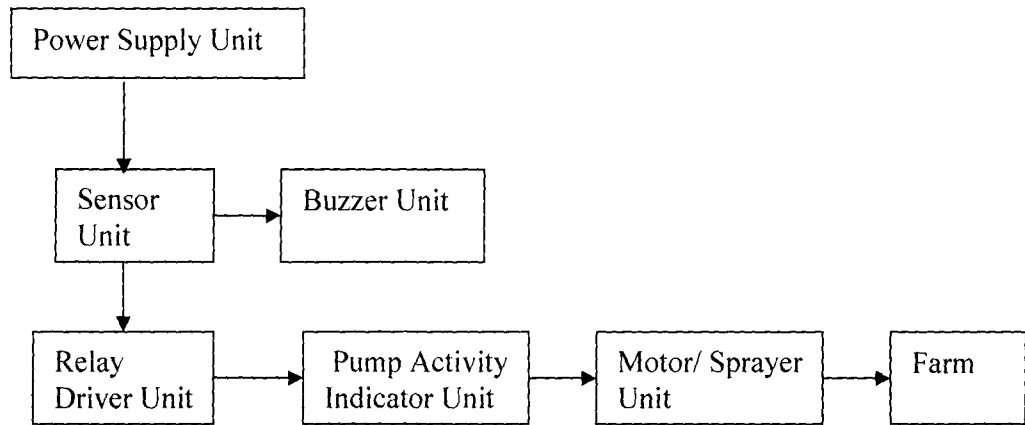 Power Supply Unit
Sensor
Unit
Buzzer Unit
Relay
Driver Unit
Pump Activity
Indicator Unit
Motor/ Sprayer
Unit
Farm